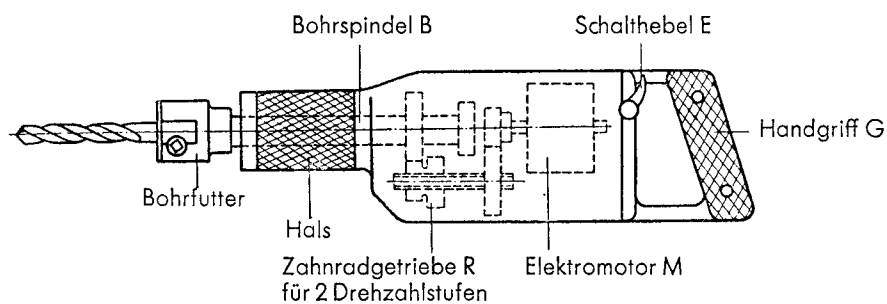 Bohrspindel B
Schalthebel E
Handgriff G
Bohrfutter
Hals
Zahnradgetriebe R
für 2 Drehzahlstufen
Elektromotor M